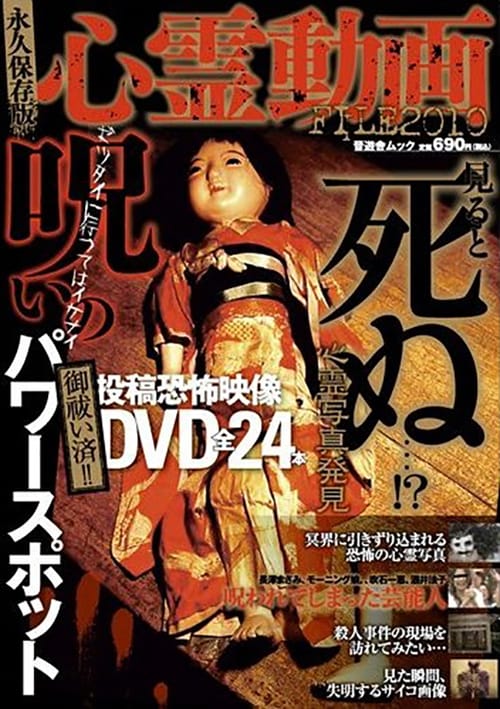 永久保存版
心霊動画
FILE2010
晋遊舎ムック 定価690円(税込)
見ると
死ぬ…!?
ゼッタイに行ってはイケナイ
呪いの
パワースポット
御祓い済!!
投稿恐怖映像
DVD全24本
心霊写真発見
冥界に引きずり込まれる
恐怖の心霊写真
長澤まさみ、モーニング娘。、吹石一恵、酒井法子
呪われてしまった芸能人
殺人事件の現場を
訪れてみたい…
見た瞬間、
失明するサイコ画像